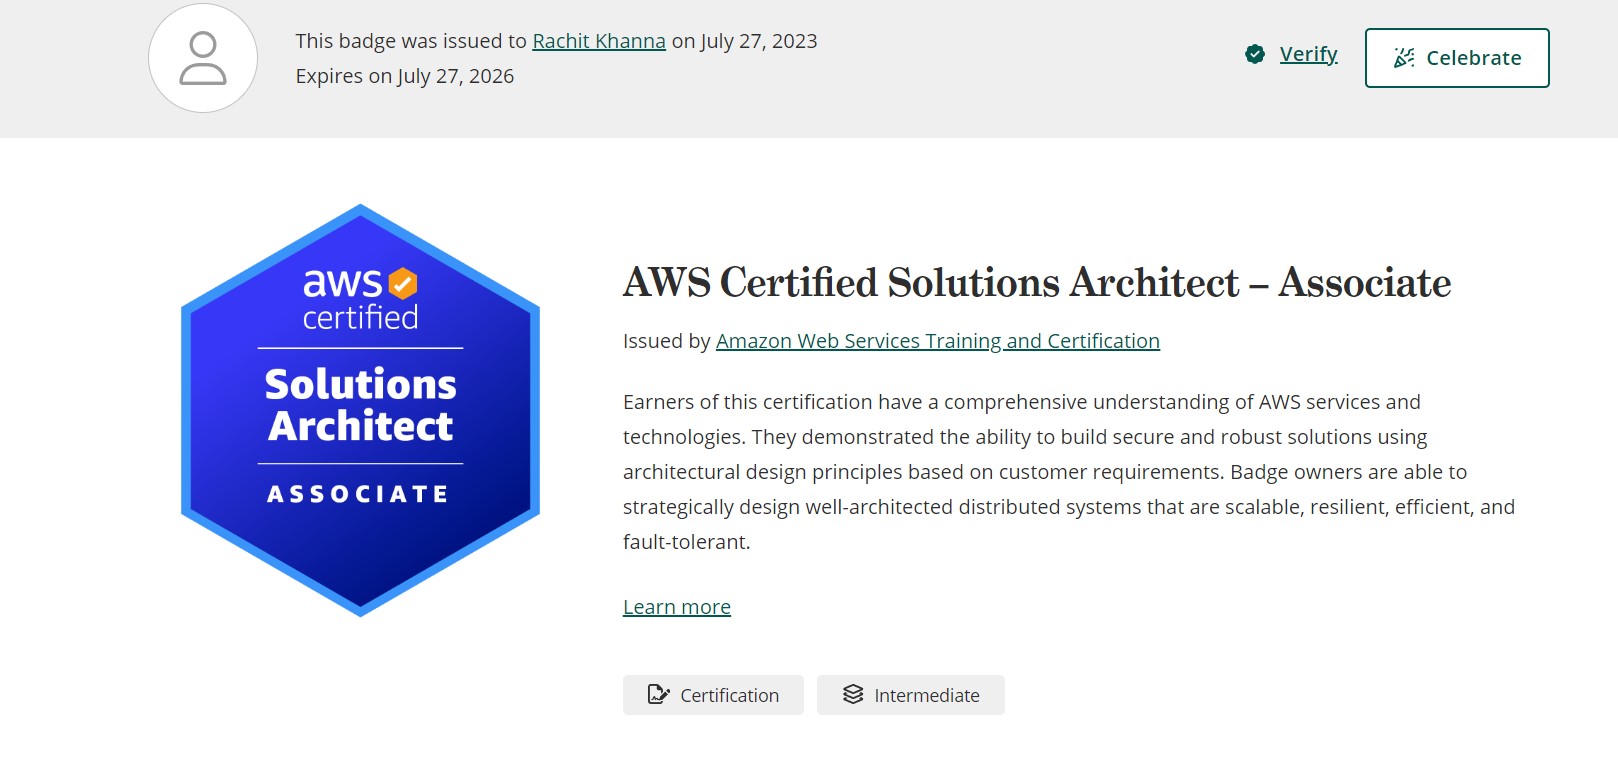 This badge was issued to Rachit Khanna on July 27, 2023
Expires on July 27, 2026
Verify
Celebrate
aws
certified
Solutions
Architect
ASSOCIATE
AWS Certified Solutions Architect – Associate
Issued by Amazon Web Services Training and Certification
Earners of this certification have a comprehensive understanding of AWS services and
technologies. They demonstrated the ability to build secure and robust solutions using
architectural design principles based on customer requirements. Badge owners are able to
strategically design well-architected distributed systems that are scalable, resilient, efficient, and
fault-tolerant.
Learn more
Certification
Intermediate